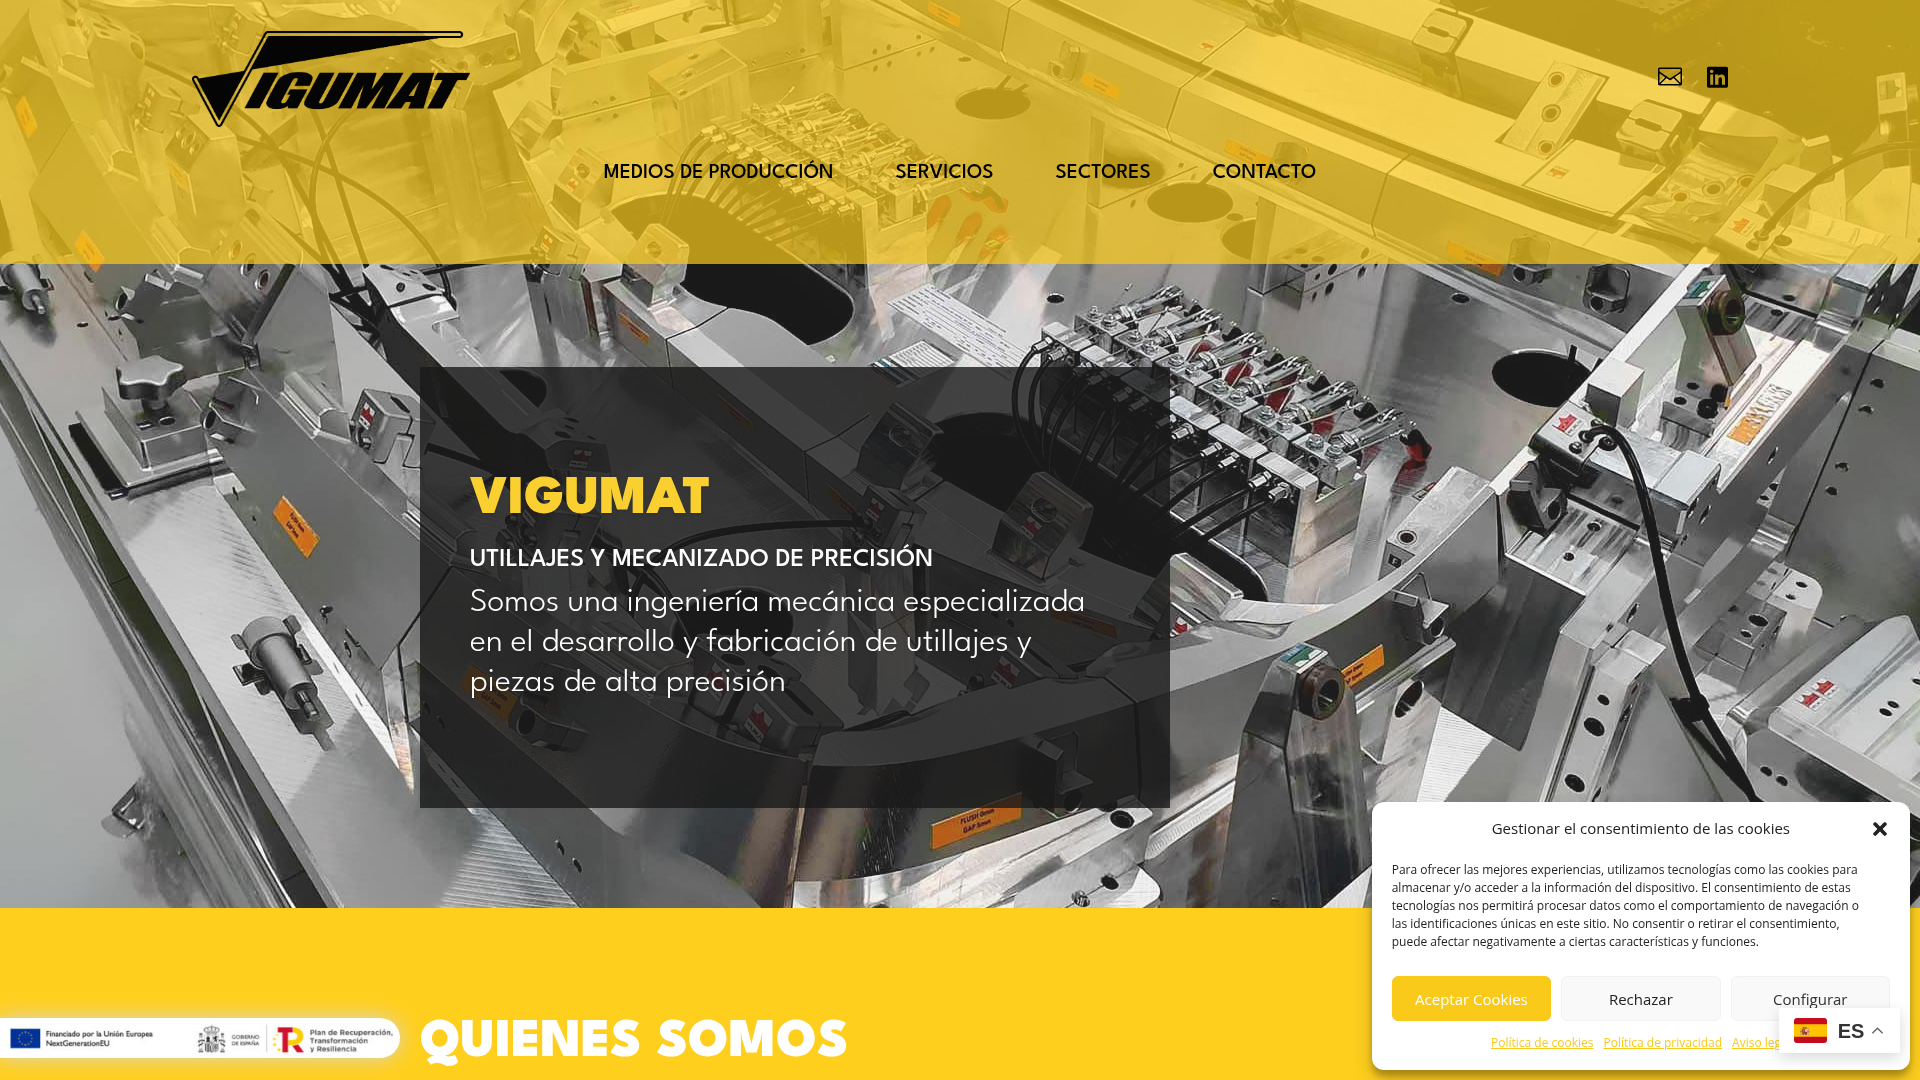 VIGUMAT
MEDIOS DE PRODUCCIÓN
SERVICIOS
SECTORES
CONTACTO
VIGUMAT
UTILLAJES Y MECANIZADO DE PRECISIÓN
Somos una ingeniería mecánica especializada
en el desarrollo y fabricación de utillajes y
piezas de alta precisión
FLUSH 0mm
GAP 5mm
QUIENES SOMOS
Financiado por la Unión Europea
NextGenerationEU
GOBIERNO
DE ESPAÑA
Plan de Recuperación,
Transformación
y Resiliencia
Gestionar el consentimiento de las cookies
Para ofrecer las mejores experiencias, utilizamos tecnologías como las cookies para
almacenar y/o acceder a la información del dispositivo. El consentimiento de estas
tecnologías nos permitirá procesar datos como el comportamiento de navegación o
las identificaciones únicas en este sitio. No consentir o retirar el consentimiento,
puede afectar negativamente a ciertas características y funciones.
Aceptar Cookies
Rechazar
Configurar
Política de cookies
Política de privacidad
Aviso leg
ES